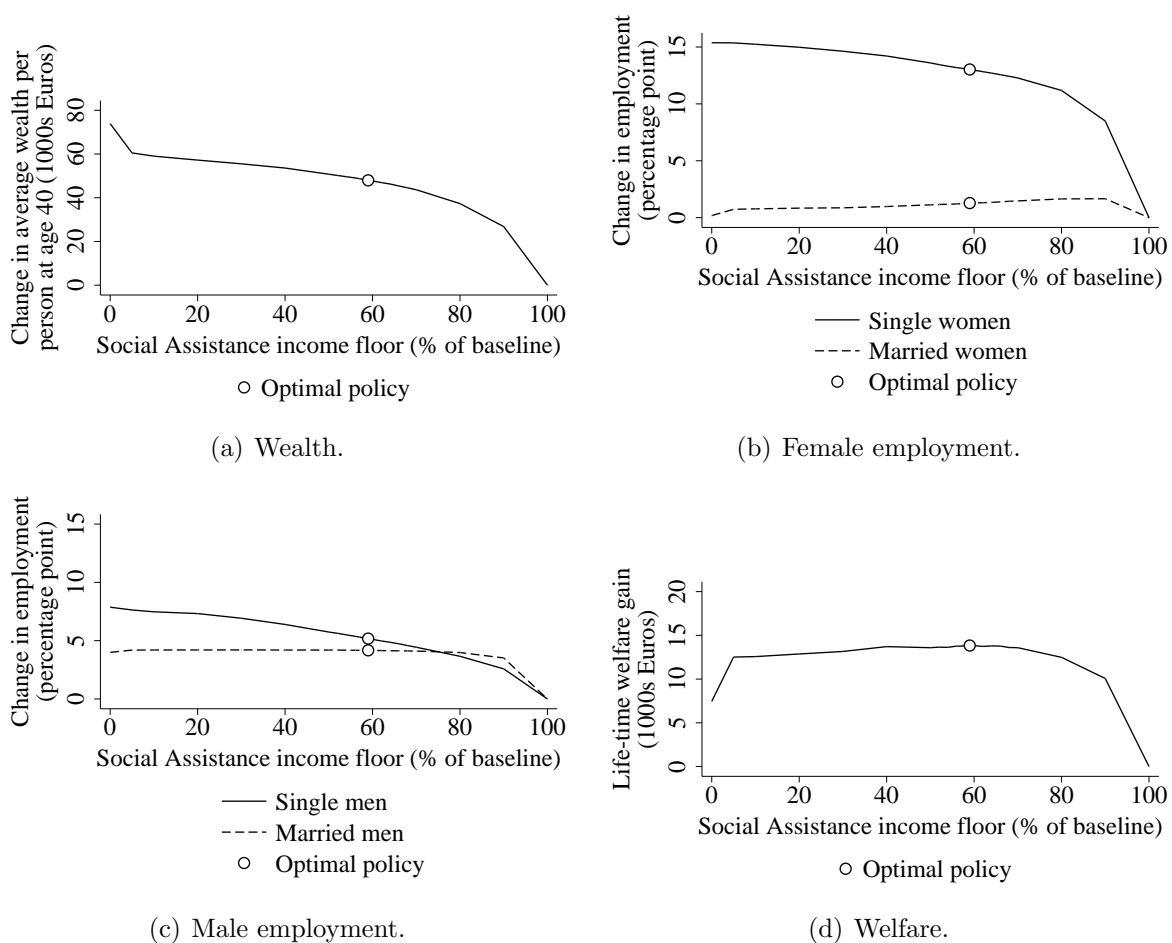 Change in average wealth per
person at age 40 (1000s Euros)
80
60
40
20
0
0 20 40 60 80 100
Social Assistance income floor (% of baseline)
Optimal policy
(a) Wealth.
Change in employment
(percentage point)
15
10
5
0
0 20 40 60 80 100
Social Assistance income floor (% of baseline)
Single women
Married women
Optimal policy
(b) Female employment.
Change in employment
(percentage point)
15
10
5
0
0 20 40 60 80 100
Social Assistance income floor (% of baseline)
Single men
Married men
Optimal policy
(c) Male employment.
Life-time welfare gain
(1000s Euros)
20
15
10
5
0
0 20 40 60 80 100
Social Assistance income floor (% of baseline)
Optimal policy
(d) Welfare.